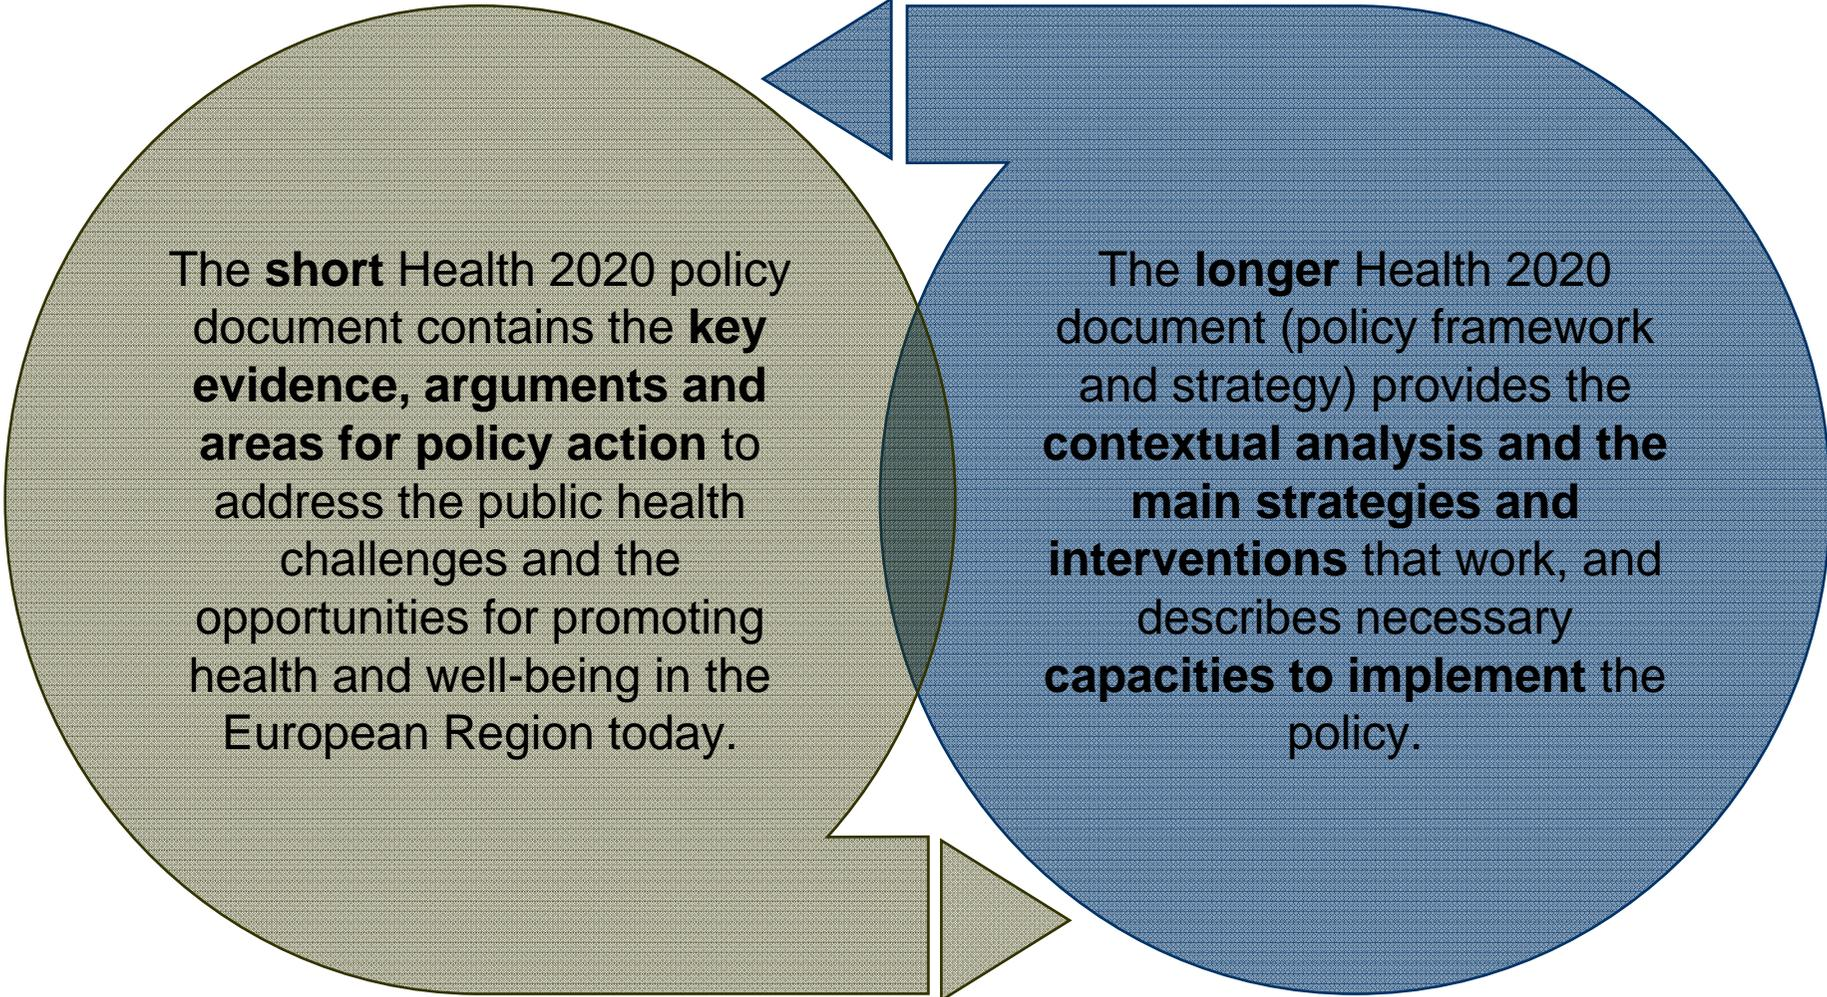 The short Health 2020 policy
document contains the key
evidence, arguments and
areas for policy action to
address the public health
challenges and the
opportunities for promoting
health and well-being in the
European Region today.
The longer Health 2020
document (policy framework
and strategy) provides the
contextual analysis and the
main strategies and
interventions that work, and
describes necessary
capacities to implement the
policy.